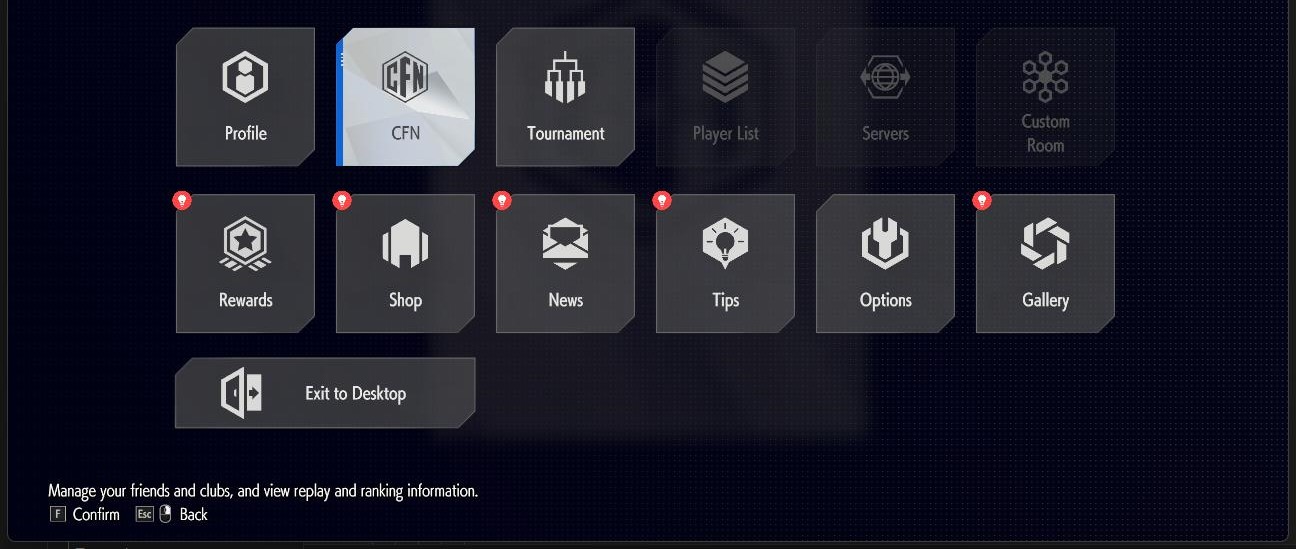 CFN
Profile
CFN
Tournament
Player List
Servers
Custom
Room
Rewards
Shop
News
Tips
Options
Gallery
Exit to Desktop
Manage your friends and clubs, and view replay and ranking information.
F Confirm Esc Back